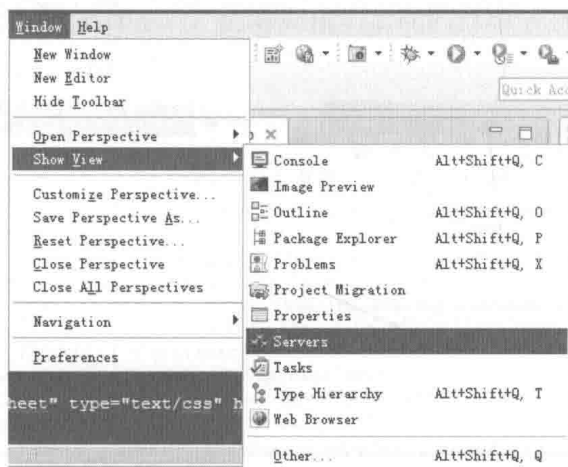 Window Help
New Window
New Editor
Hide Toolbar
Open Perspective
Show View
Customize Perspective...
Save Perspective As...
Reset Perspective...
Close Perspective
Close All Perspectives
Navigation
Preferences
Quick Acc
Console Alt+Shift+Q, C
Image Preview
Outline Alt+Shift+Q, O
Package Explorer Alt+Shift+Q, P
Problems Alt+Shift+Q, X
Project Migration
Properties
Servers
Tasks
Type Hierarchy Alt+Shift+Q, T
Web Browser
Other... Alt+Shift+Q, Q
heet" type="text/css" h